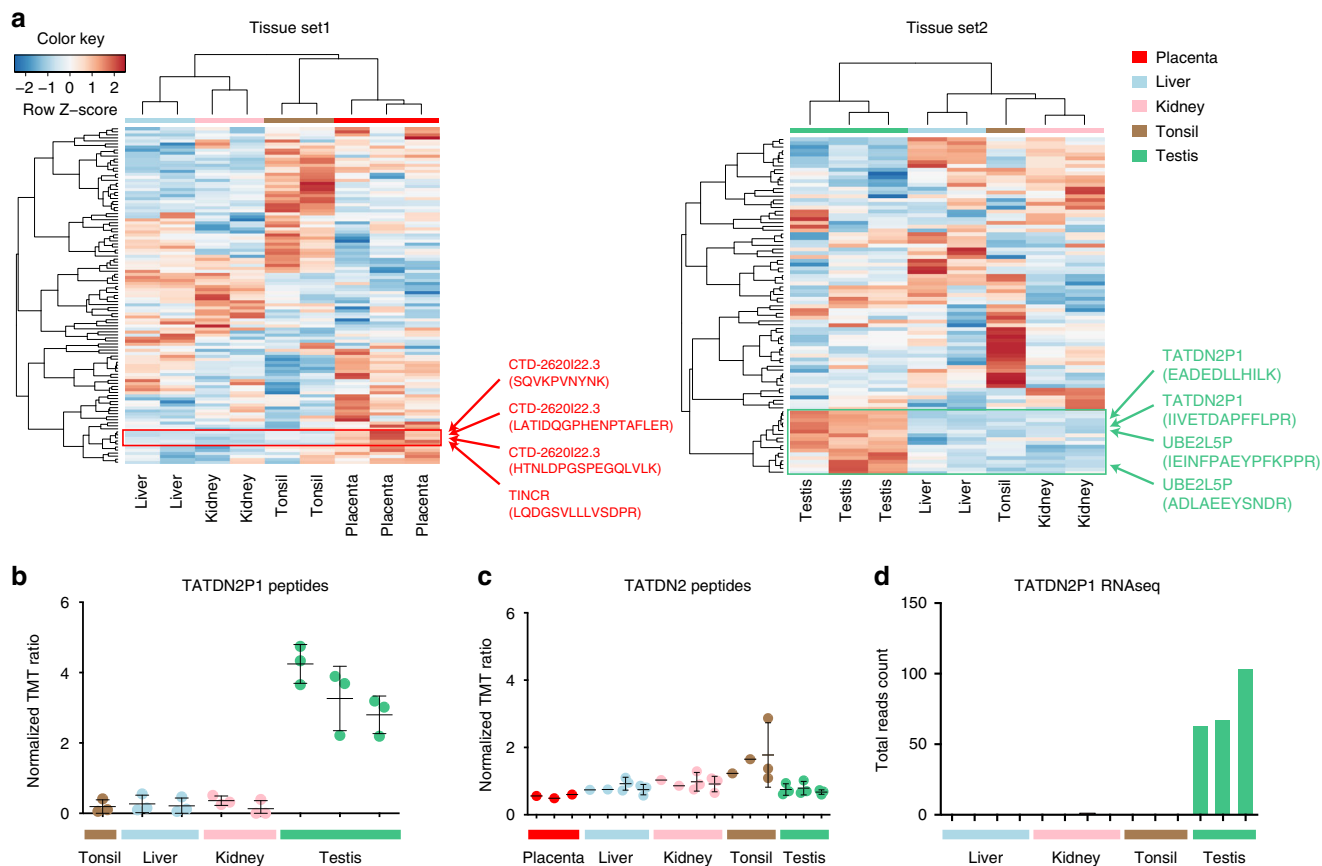 a
Tissue set1
Tissue set2
Color key
−2 −1 0 1 2
Row Z-score
Placenta
Liver
Kidney
Tonsil
Testis
CTD-2620I22.3
(SQVKPVNYNK)
CTD-2620I22.3
(LATIDQGPHENPTAFLER)
CTD-2620I22.3
(HTNLDPGSPEGQLVLK)
TINCR
(LQDGSVLLLVSDPR)
TATDN2P1
(EADEDLLHILK)
TATDN2P1
(IIVETDAPFFLPR)
UBE2L5P
(IEINFPAEYPFKPPR)
UBE2L5P
(ADLAEEYSNDR)
Liver Liver Kidney Kidney Tonsil Tonsil Placenta Placenta Placenta
Testis Testis Testis Liver Liver Tonsil Kidney Kidney
b
TATDN2P1 peptides
Normalized TMT ratio
6
4
2
0
Tonsil Liver Kidney Testis
c
TATDN2 peptides
Normalized TMT ratio
6
4
2
0
Placenta Liver Kidney Tonsil Testis
d
TATDN2P1 RNAseq
Total reads count
150
100
50
0
Liver Kidney Tonsil Testis